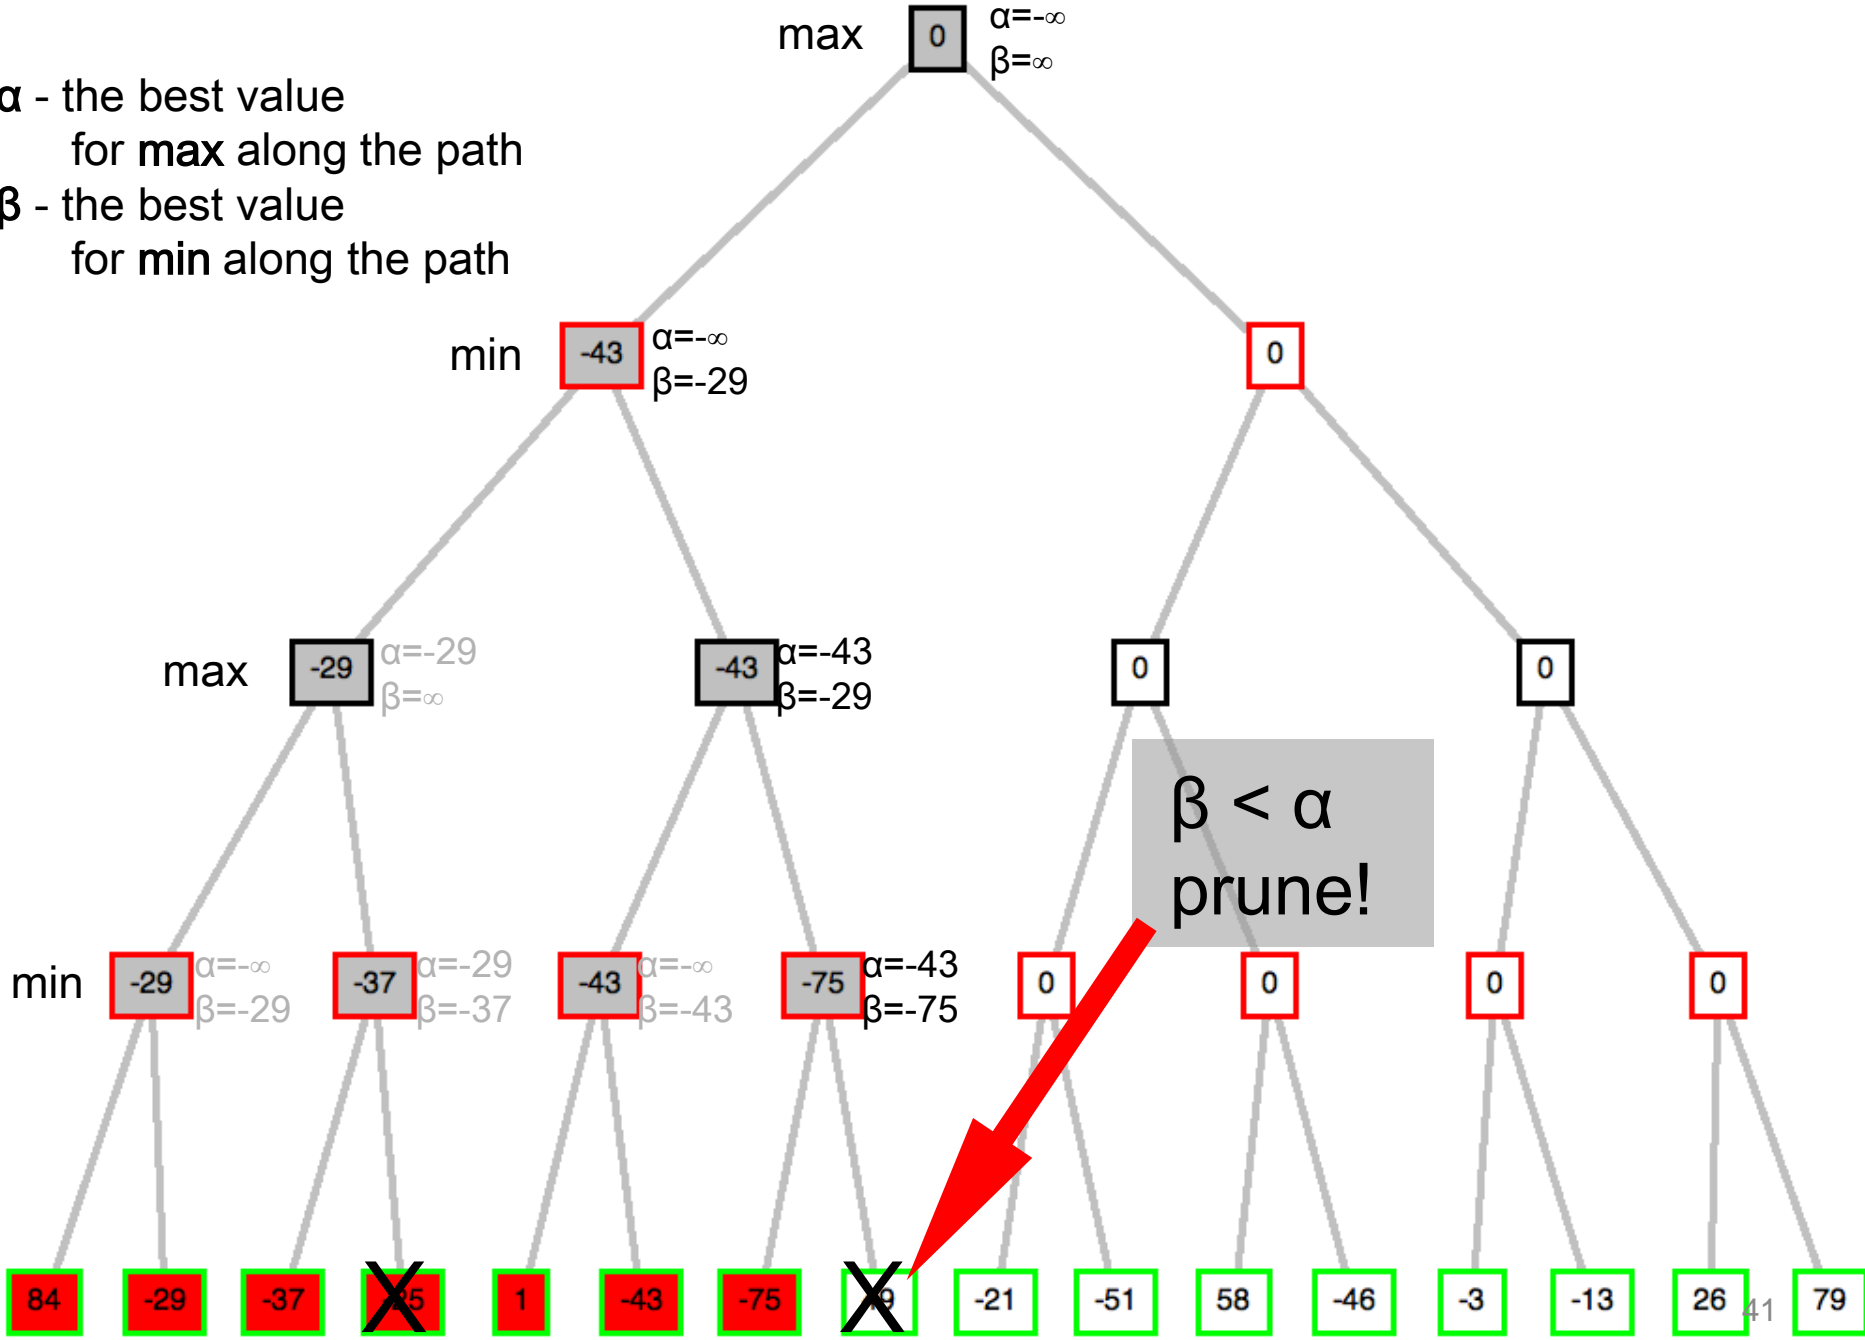 max 0 α=-∞
β=∞
α - the best value
for max along the path
β - the best value
for min along the path
min -43 α=-∞ 0
β=-29
max -29 α=-29 -43 α=-43 0 0
β=∞ β=-29
β < α
prune!
min -29 α=-∞ -37 α=-29 -43 α=-∞ -75 α=-43 0 0 0 0
β=-29 β=-37 β=-43 β=-75
84 -29 -37 X 1 -43 -75 X -21 -51 58 -46 -3 -13 26 41 79